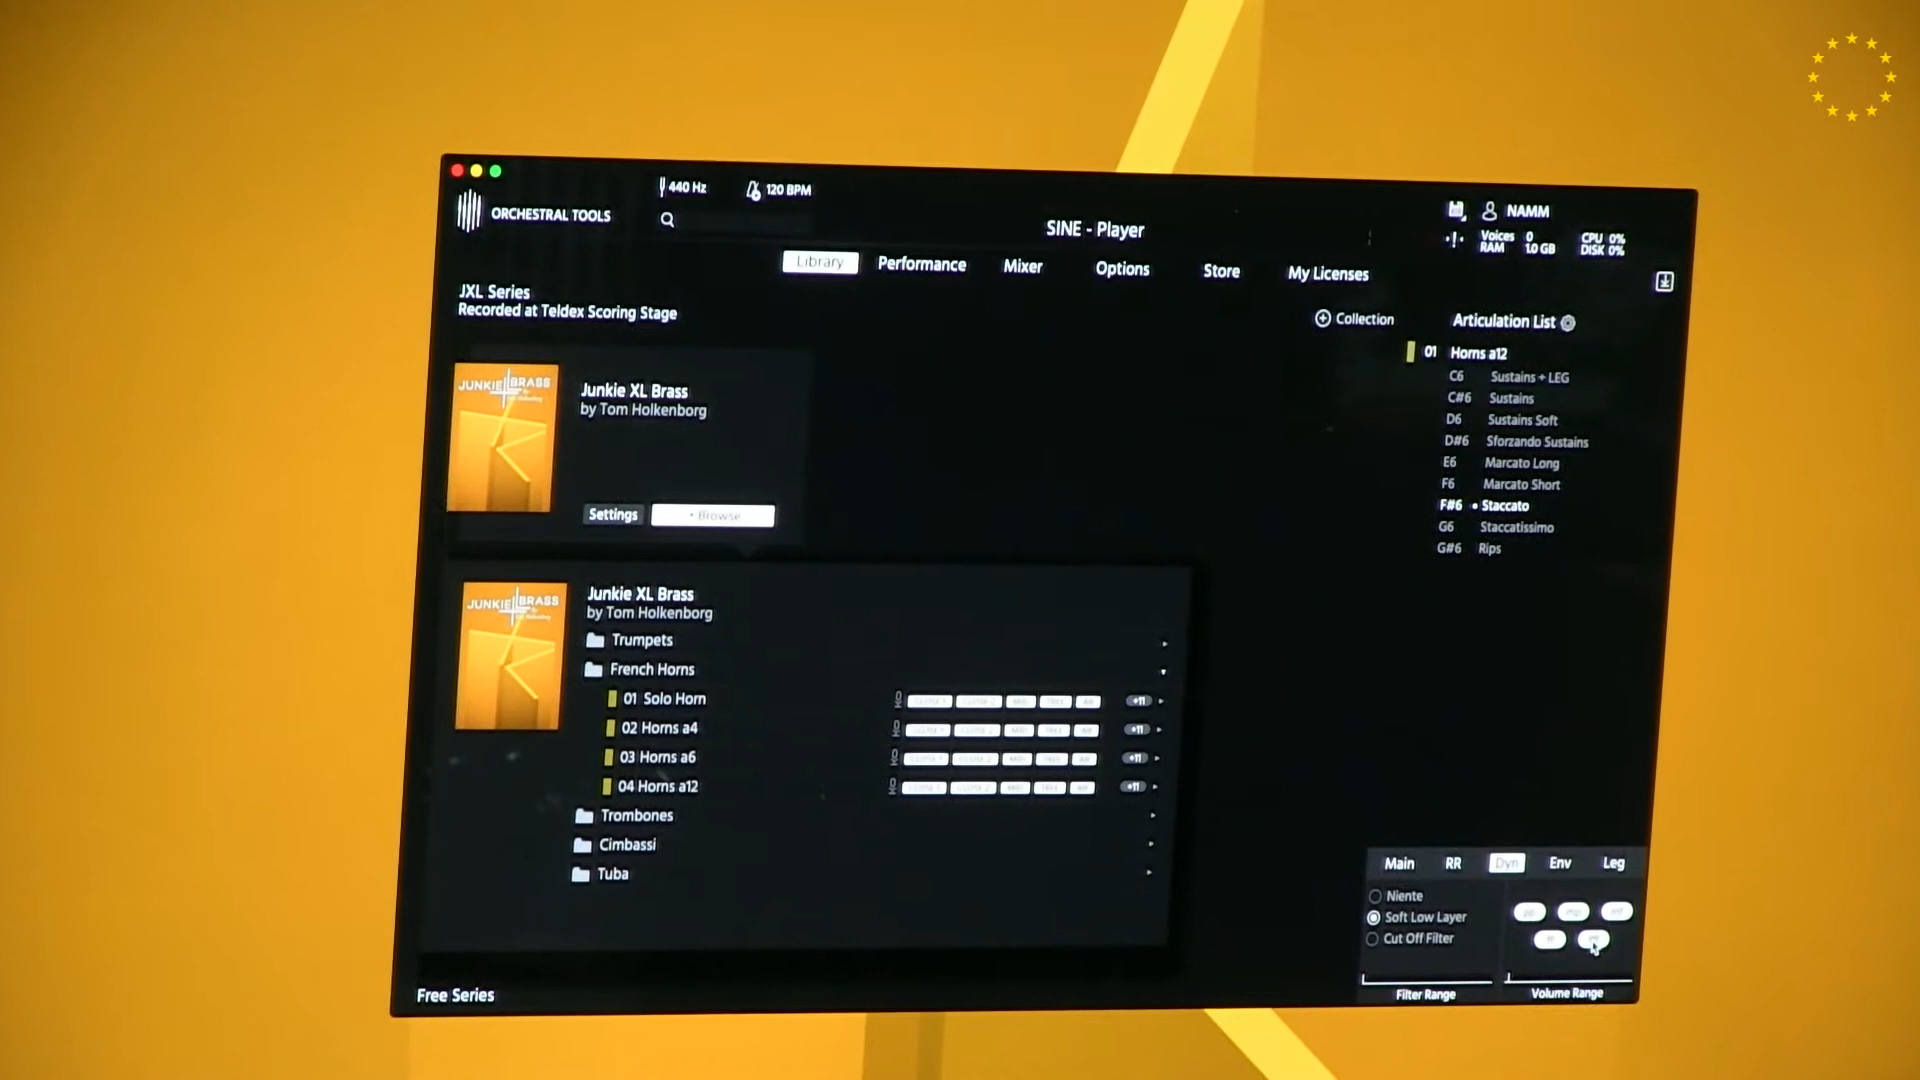 440 Hz
120 BPM
ORCHESTRAL TOOLS
SINE - Player
NAMM
Voices 0
RAM 1.0 GB
CPU 0%
DISK 0%
Library
Performance
Mixer
Options
Store
My Licenses
JXL Series
Recorded at Teldex Scoring Stage
Collection
JUNKIE BRASS
Junkie XL Brass
by Tom Holkenborg
Settings
Browse
JUNKIE BRASS
Junkie XL Brass
by Tom Holkenborg
Trumpets
French Horns
01 Solo Horn
+11
02 Horns a4
+11
03 Horns a6
+11
04 Horns a12
+11
Trombones
Cimbassi
Tuba
Free Series
Articulation List
01 Horns a12
C6 Sustains + LEG
C#6 Sustains
D6 Sustains Soft
D#6 Sforzando Sustains
E6 Marcato Long
F6 Marcato Short
F#6 • Staccato
G6 Staccatissimo
G#6 Rips
Main
RR
Dyn
Env
Leg
Niente
Soft Low Layer
Cut Off Filter
Filter Range
Volume Range